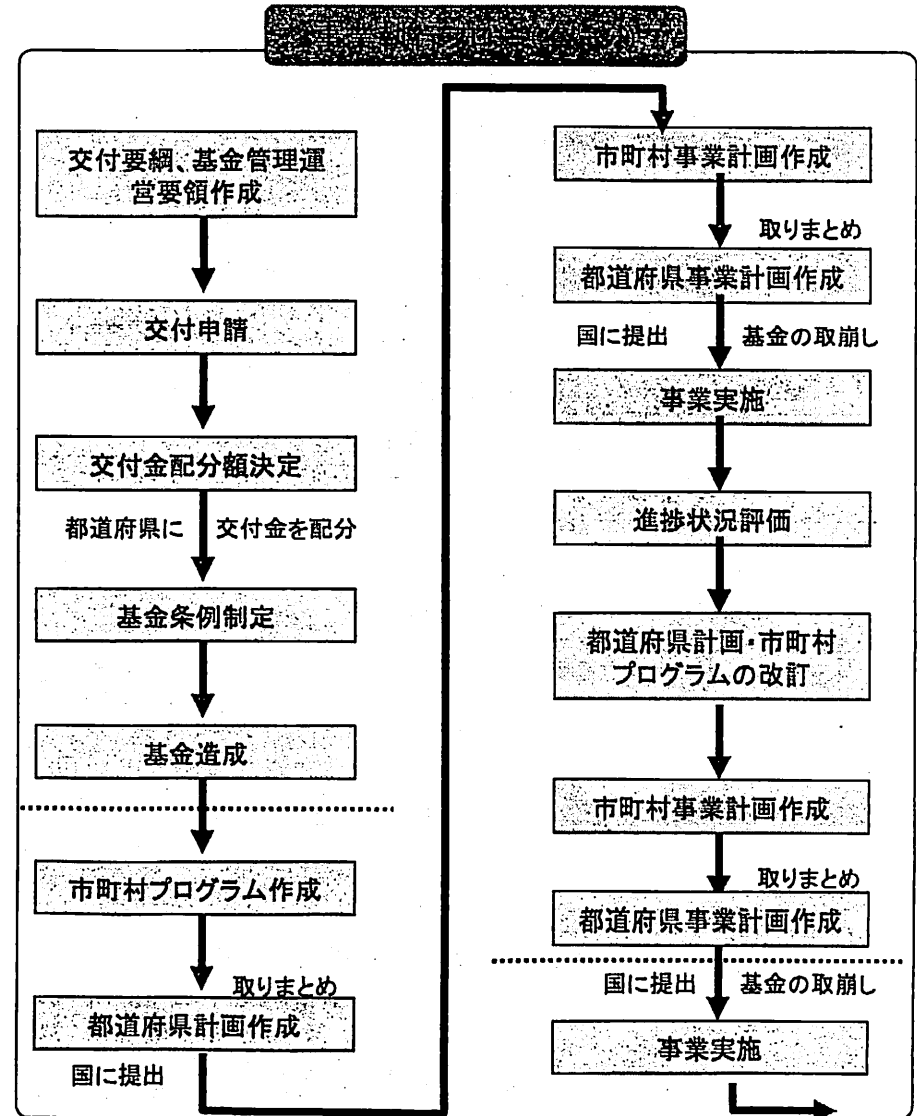 交付要綱、基金管理運
営要領作成
交付申請
交付金配分額決定
都道府県に 交付金を配分
基金条例制定
基金造成
市町村プログラム作成
取りまとめ
都道府県計画作成
国に提出
市町村事業計画作成
取りまとめ
都道府県事業計画作成
国に提出 基金の取崩し
事業実施
進捗状況評価
都道府県計画・市町村
プログラムの改訂
市町村事業計画作成
取りまとめ
都道府県事業計画作成
国に提出 基金の取崩し
事業実施